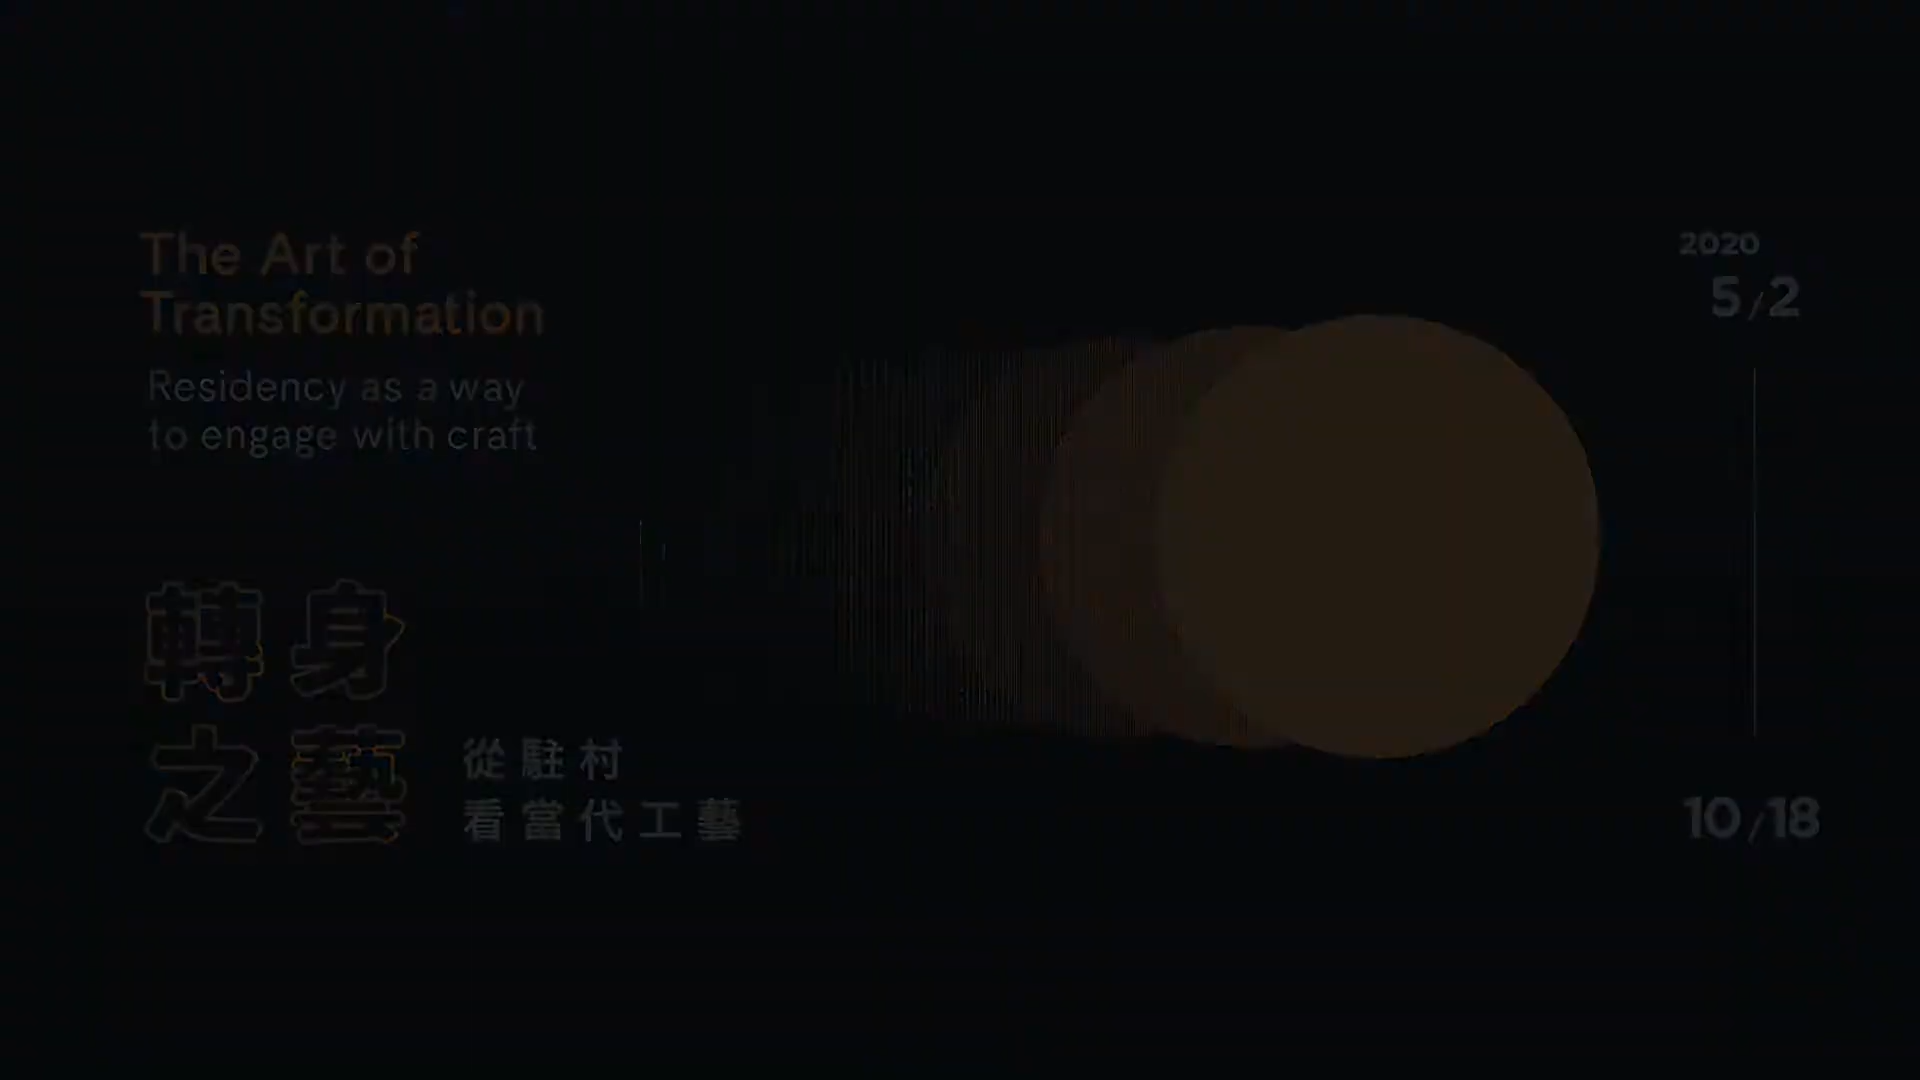 The Art of
Transformation
Residency as a way
to engage with craft
轉身
之藝
從駐村
看當代工藝
2020
5/2
10/18